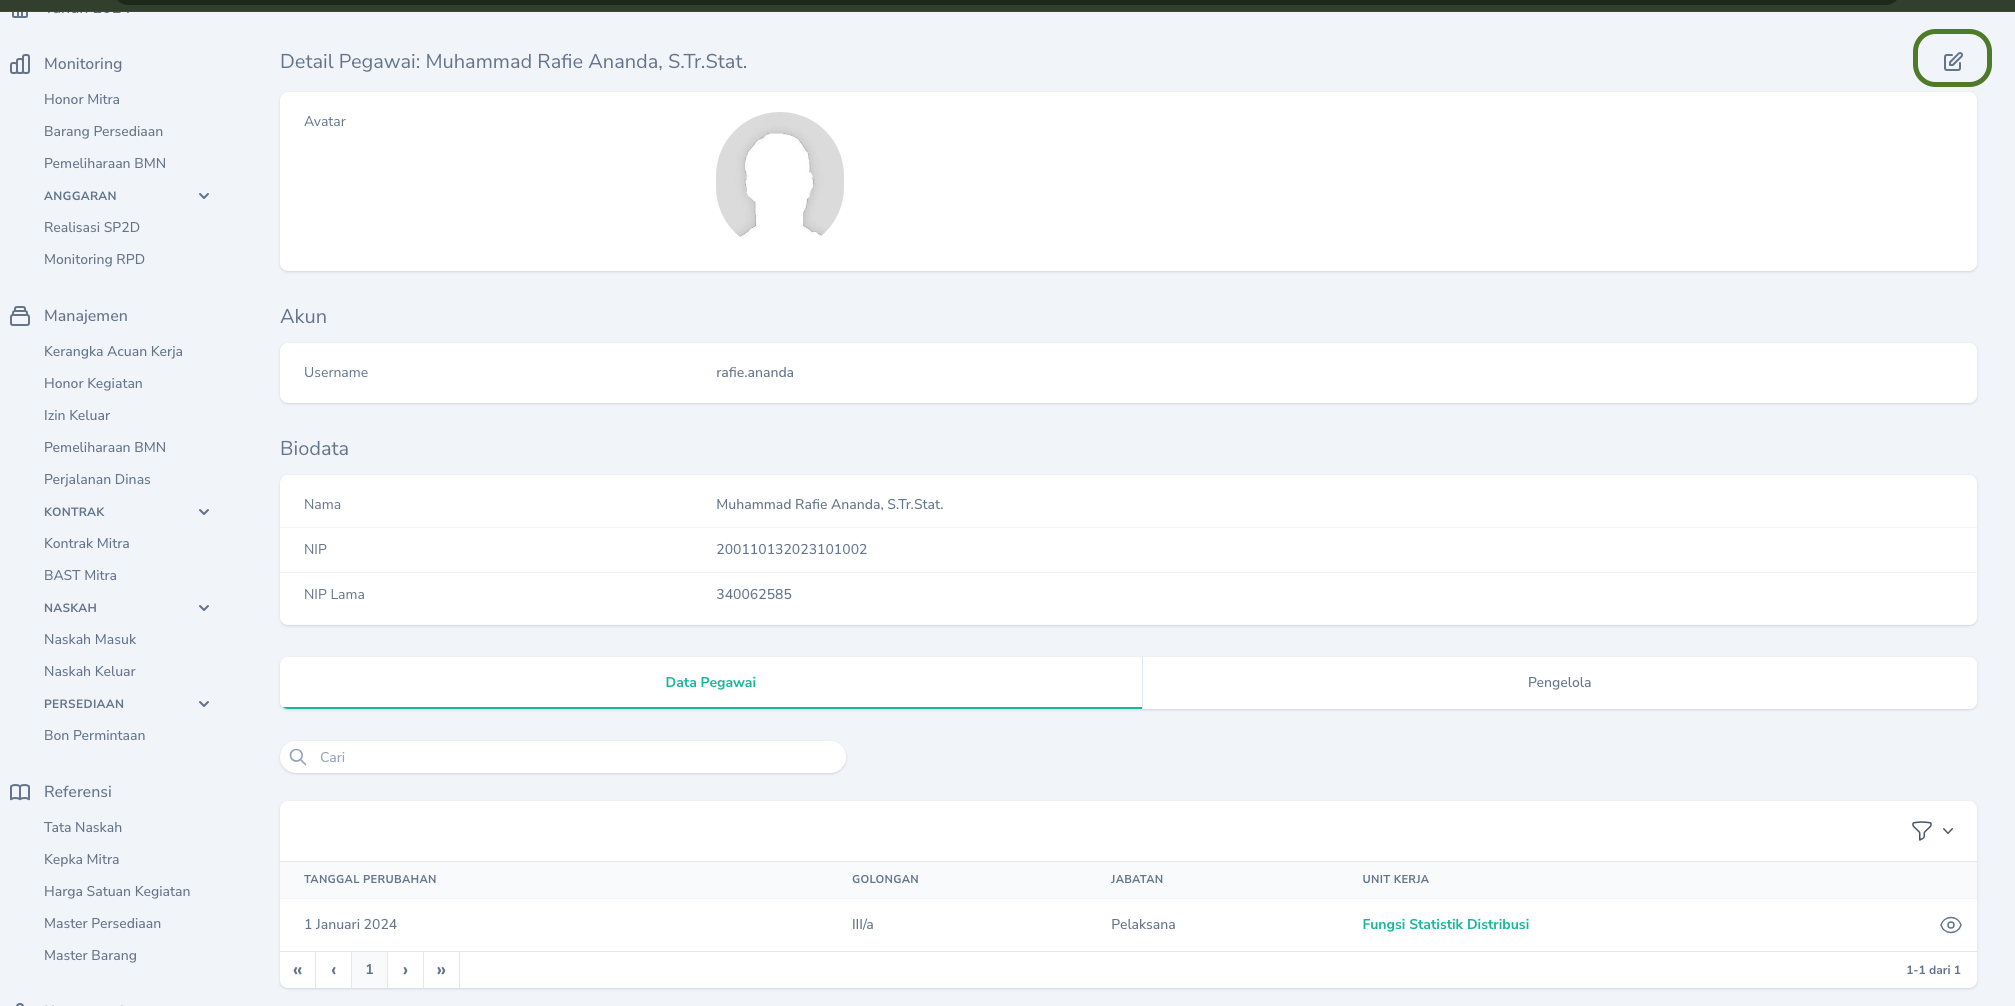 Monitoring
Honor Mitra
Barang Persediaan
Pemeliharaan BMN
ANGGARAN
Realisasi SP2D
Monitoring RPD
Manajemen
Kerangka Acuan Kerja
Honor Kegiatan
Izin Keluar
Pemeliharaan BMN
Perjalanan Dinas
KONTRAK
Kontrak Mitra
BAST Mitra
NASKAH
Naskah Masuk
Naskah Keluar
PERSEDIAAN
Bon Permintaan
Referensi
Tata Naskah
Kepka Mitra
Harga Satuan Kegiatan
Master Persediaan
Master Barang
Detail Pegawai: Muhammad Rafie Ananda, S.Tr.Stat.
Avatar
Akun
Username rafie.ananda
Biodata
Nama Muhammad Rafie Ananda, S.Tr.Stat.
NIP 200110132023101002
NIP Lama 340062585
Data Pegawai Pengelola
Cari
TANGGAL PERUBAHAN GOLONGAN JABATAN UNIT KERJA
1 Januari 2024 III/a Pelaksana Fungsi Statistik Distribusi
« ‹ 1 › » 1-1 dari 1